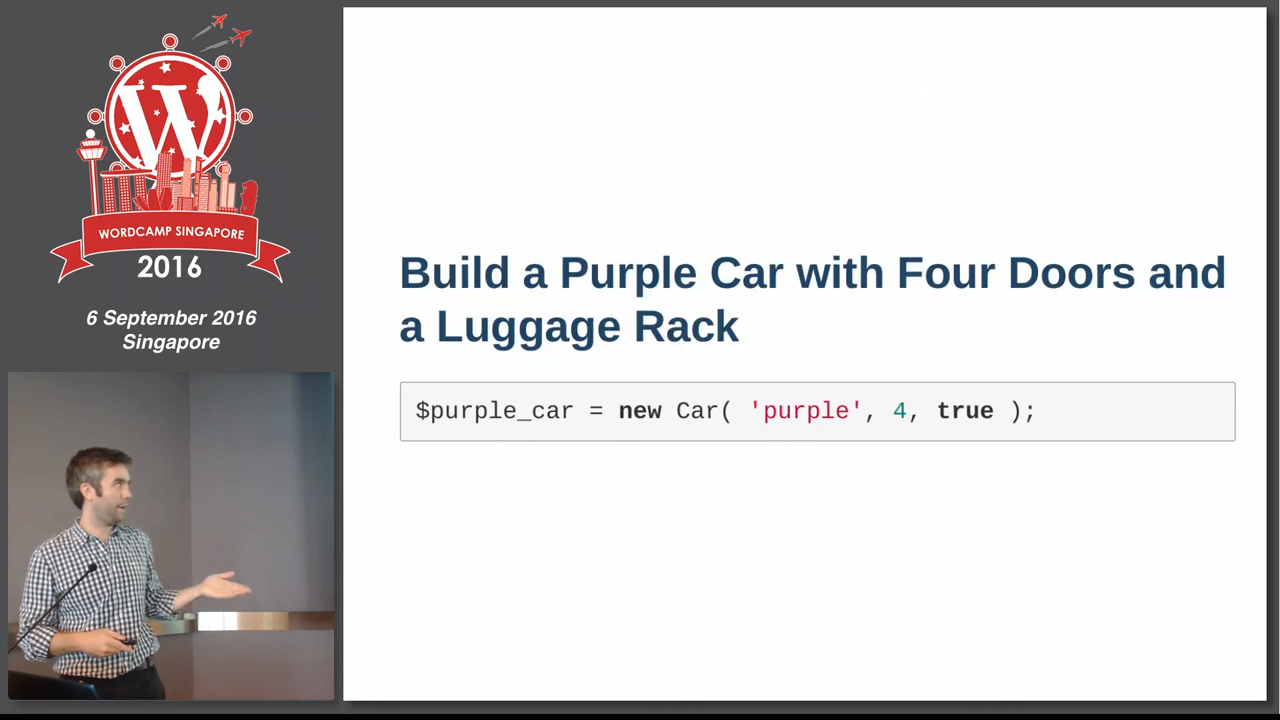 W
WORDCAMP SINGAPORE
2016
6 September 2016
Singapore
Build a Purple Car with Four Doors and
a Luggage Rack
$purple_car = new Car( 'purple', 4, true );